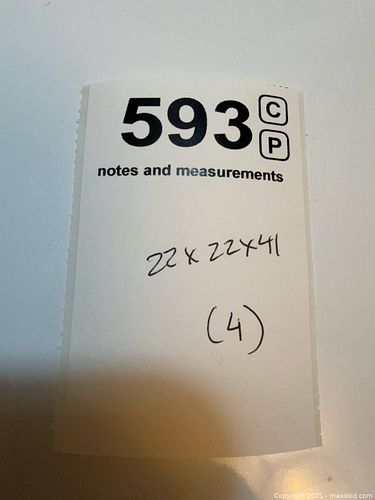 593 C
P
notes and measurements
22 x 22 x 41
(4)
Copyright 2025 - maxsold.com